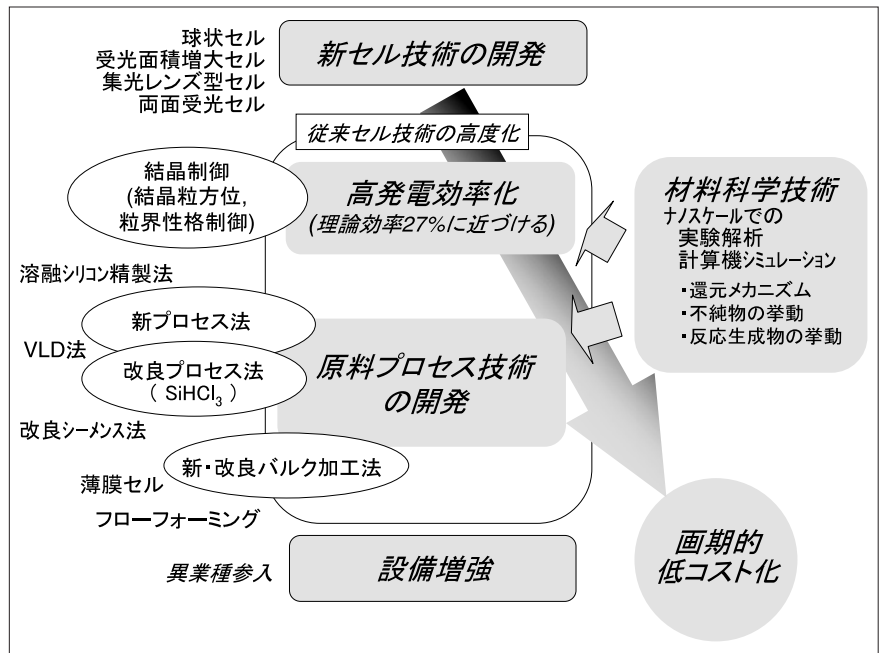 球状セル
受光面積増大セル
集光レンズ型セル
両面受光セル
新セル技術の開発
従来セル技術の高度化
結晶制御
(結晶粒方位,
粒界性格制御)
高発電効率化
(理論効率27%に近づける)
材料科学技術
ナノスケールでの
実験解析
計算機シミュレーション
・還元メカニズム
・不純物の挙動
・反応生成物の挙動
溶融シリコン精製法
新プロセス法
VLD法
改良プロセス法
( SiHCl₃ )
改良シーメンス法
原料プロセス技術
の開発
新・改良バルク加工法
薄膜セル
フローフォーミング
異業種参入
設備増強
画期的
低コスト化